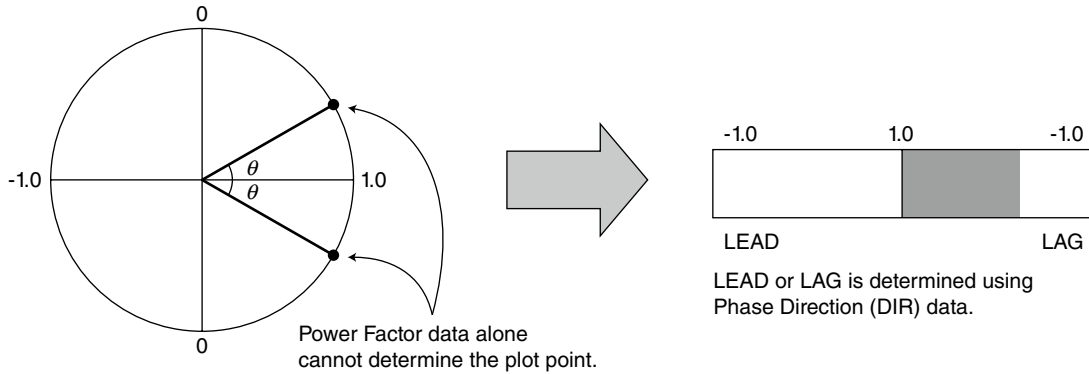 0
-1.0
θ
θ
1.0
0
Power Factor data alone
cannot determine the plot point.
-1.0
1.0
-1.0
LEAD
LAG
LEAD or LAG is determined using
Phase Direction (DIR) data.